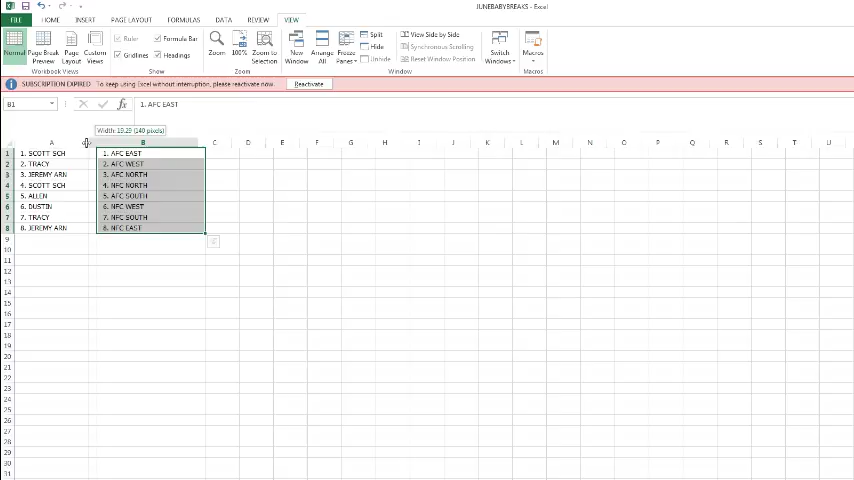 JUNEBABYBREAKS - Excel
FILE HOME INSERT PAGE LAYOUT FORMULAS DATA REVIEW VIEW
Normal Page Break Preview Page Layout Custom Views
Workbook Views
Ruler Formula Bar
Gridlines Headings
Show
Zoom 100% Zoom to Selection
Zoom
New Window Arrange All Freeze Panes
Split
Hide
Unhide
View Side by Side
Synchronous Scrolling
Reset Window Position
Window
Switch Windows
Macros
Macros
SUBSCRIPTION EXPIRED To keep using Excel without interruption, please reactivate now. Reactivate
B1 fx 1. AFC EAST
Width: 19.29 (140 pixels)
A B C D E F G H I J K L M N O P Q R S T U
1 1. SCOTT SCH 1. AFC EAST
2 2. TRACY 2. AFC WEST
3 3. JEREMY ARN 3. AFC NORTH
4 4. SCOTT SCH 4. NFC NORTH
5 5. ALLEN 5. AFC SOUTH
6 6. DUSTIN 6. NFC WEST
7 7. TRACY 7. NFC SOUTH
8 8. JEREMY ARN 8. NFC EAST
9
10
11
12
13
14
15
16
17
18
19
20
21
22
23
24
25
26
27
28
29
30
31